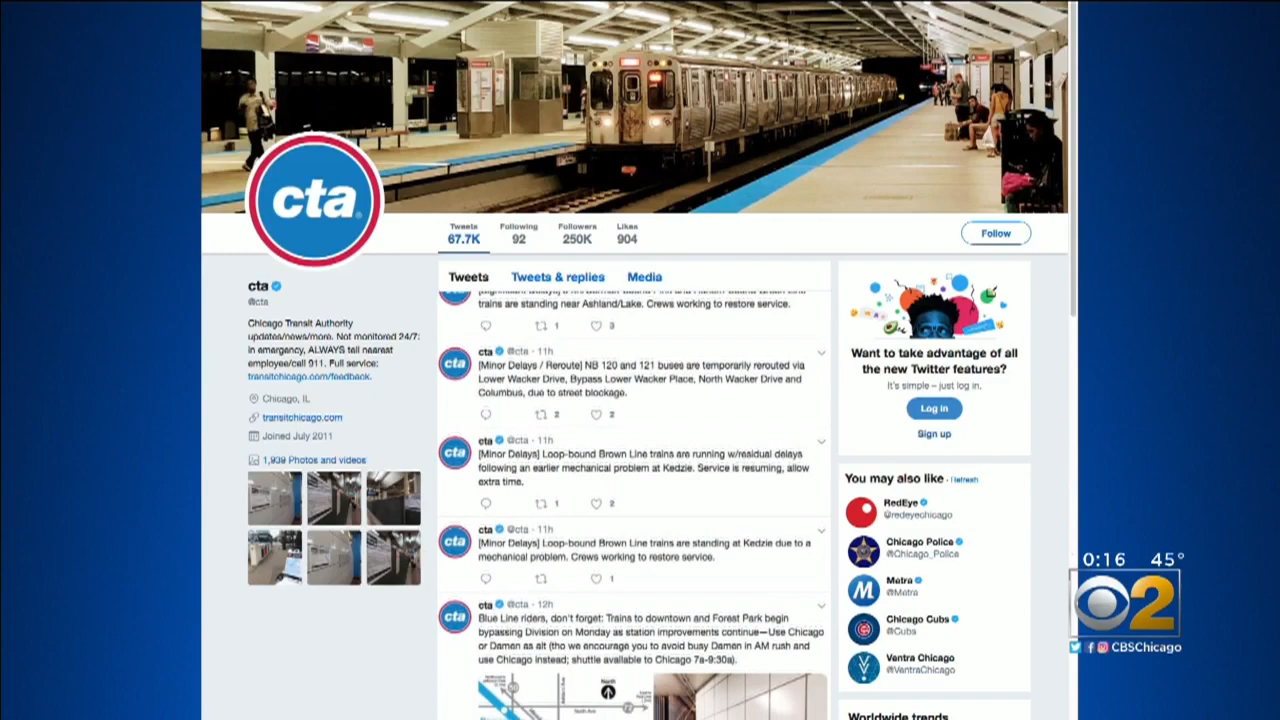 cta
Tweets Following Followers Likes
67.7K 92 250K 904
Follow
cta
@cta
Chicago Transit Authority
updates/news/more. Not monitored 24/7:
in emergency, ALWAYS tell nearest
employee/call 911. Full service:
transitchicago.com/feedback.
Chicago, IL
transitchicago.com
Joined July 2011
1,939 Photos and videos
Tweets Tweets & replies Media
trains are standing near Ashland/Lake. Crews working to restore service.
1 3
cta @cta · 11h
[Minor Delays / Reroute] NB 120 and 121 buses are temporarily rerouted via
Lower Wacker Drive, Bypass Lower Wacker Place, North Wacker Drive and
Columbus, due to street blockage.
2 2
cta @cta · 11h
[Minor Delays] Loop-bound Brown Line trains are running w/residual delays
following an earlier mechanical problem at Kedzie. Service is resuming, allow
extra time.
1 2
cta @cta · 11h
[Minor Delays] Loop-bound Brown Line trains are standing at Kedzie due to a
mechanical problem. Crews working to restore service.
1
cta @cta · 12h
Blue Line riders, don't forget: Trains to downtown and Forest Park begin
bypassing Division on Monday as station improvements continue—Use Chicago
or Damen as alt (tho we encourage you to avoid busy Damen in AM rush and
use Chicago instead; shuttle available to Chicago 7a-9:30a).
North
North Ave
Want to take advantage of all
the new Twitter features?
It's simple – just log in.
Log in
Sign up
You may also like · Refresh
RedEye
@redeyechicago
Chicago Police
@Chicago_Police
Metra
@Metra
Chicago Cubs
@Cubs
Ventra Chicago
@VentraChicago
Worldwide trends
0:16 45°
2
CBSChicago